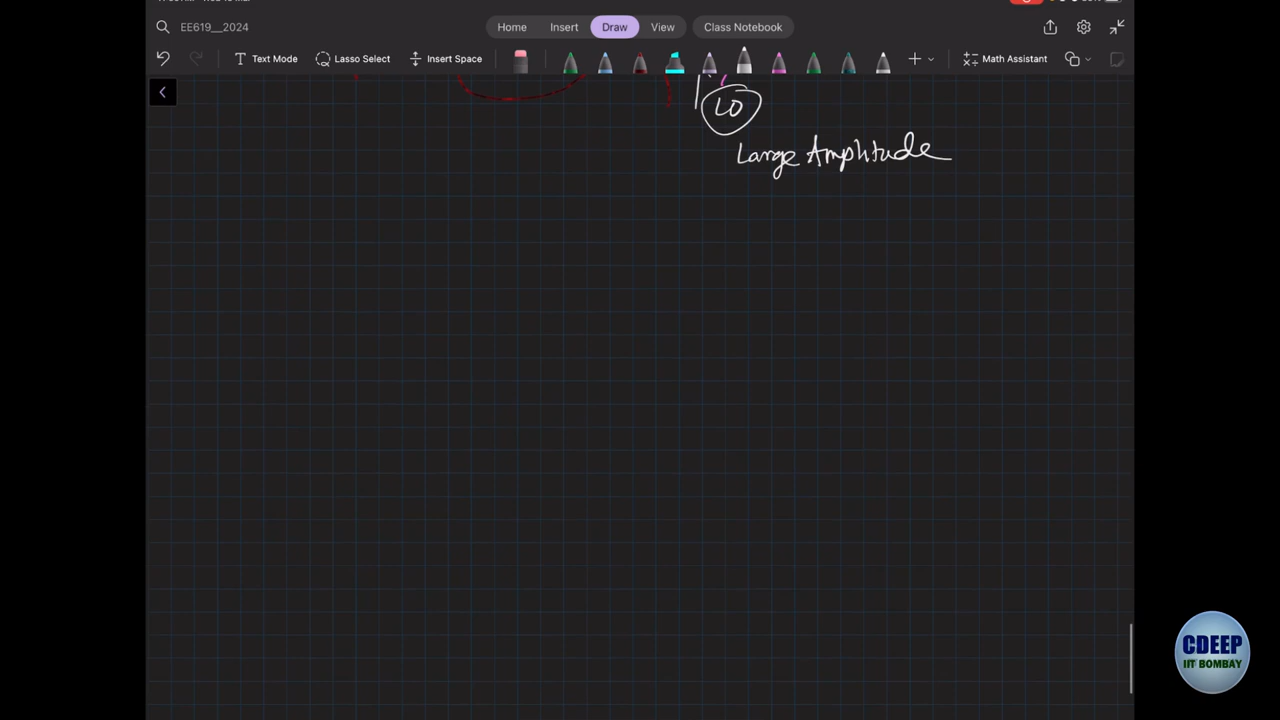 EE619__2024
Home Insert Draw View Class Notebook
Text Mode Lasso Select Insert Space Math Assistant
LO
Large Amplitude
CDEEP
IIT BOMBAY